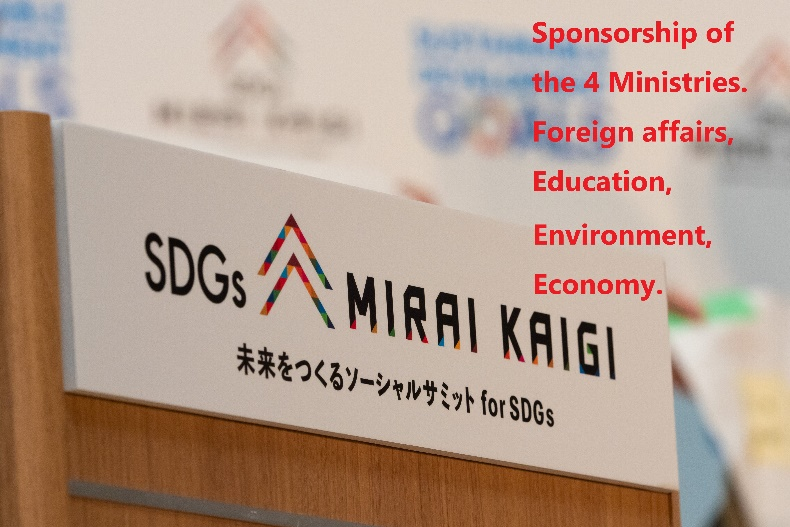 Sponsorship of
the 4 Ministries.
Foreign affairs,
Education,
Environment,
Economy.
SDGs MIRAI KAIGI
未来をつくるソーシャルサミット for SDGs